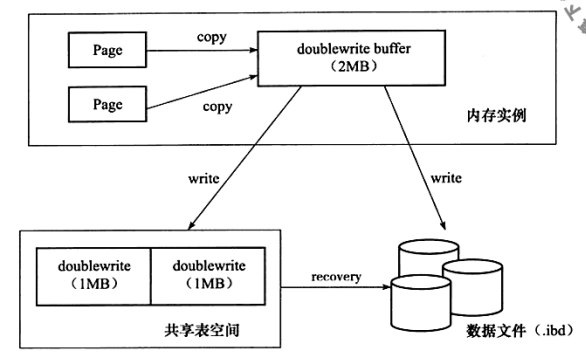 copy
Page
doublewrite buffer
（2MB）
Page
copy
内存实例
write
write
doublewrite
（1MB）
doublewrite
（1MB）
recovery
共享表空间
数据文件（.ibd）